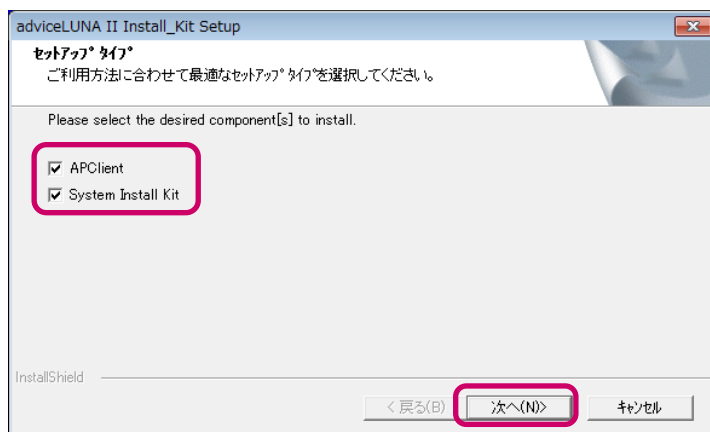 adviceLUNA II Install_Kit Setup
セットアップ タイプ
ご利用方法に合わせて最適なセットアップ タイプを選択してください。
Please select the desired component[s] to install.
APClient
System Install Kit
InstallShield
< 戻る(B) 次へ(N)> キャンセル